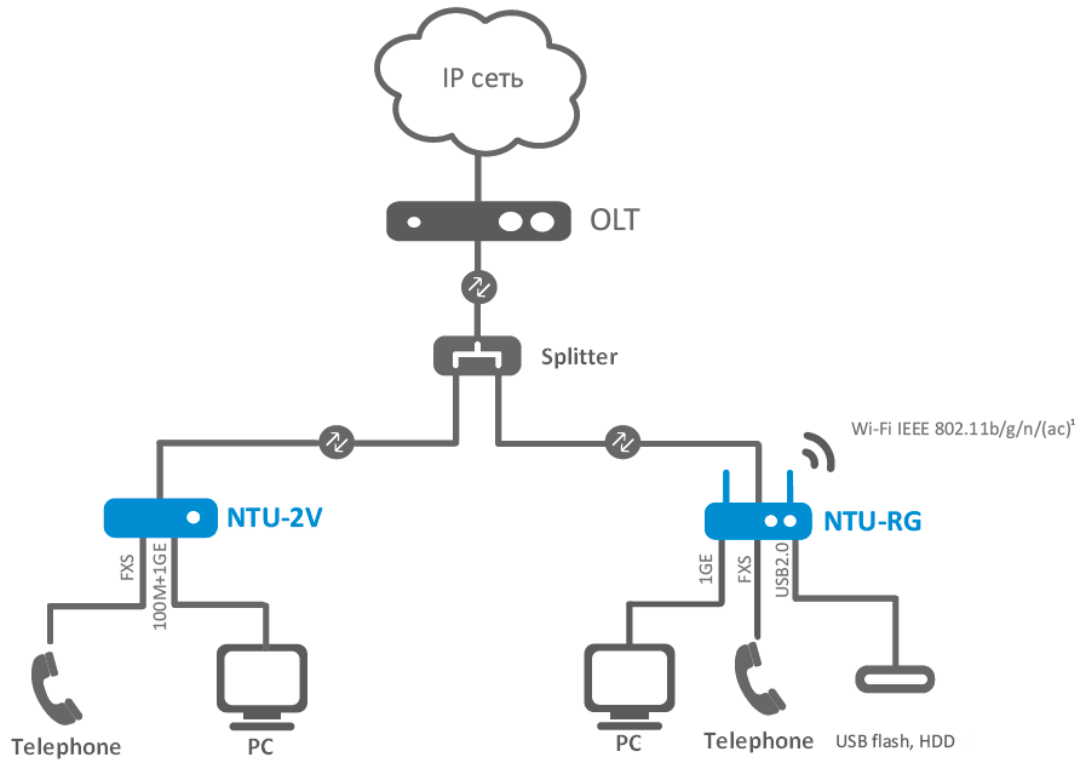 IP сеть
OLT
Splitter
Wi-Fi IEEE 802.11b/g/n/(ac)¹
NTU-2V
NTU-RG
FXS
100M+1GE
1GE
FXS
USB2.0
Telephone
PC
PC
Telephone
USB flash, HDD